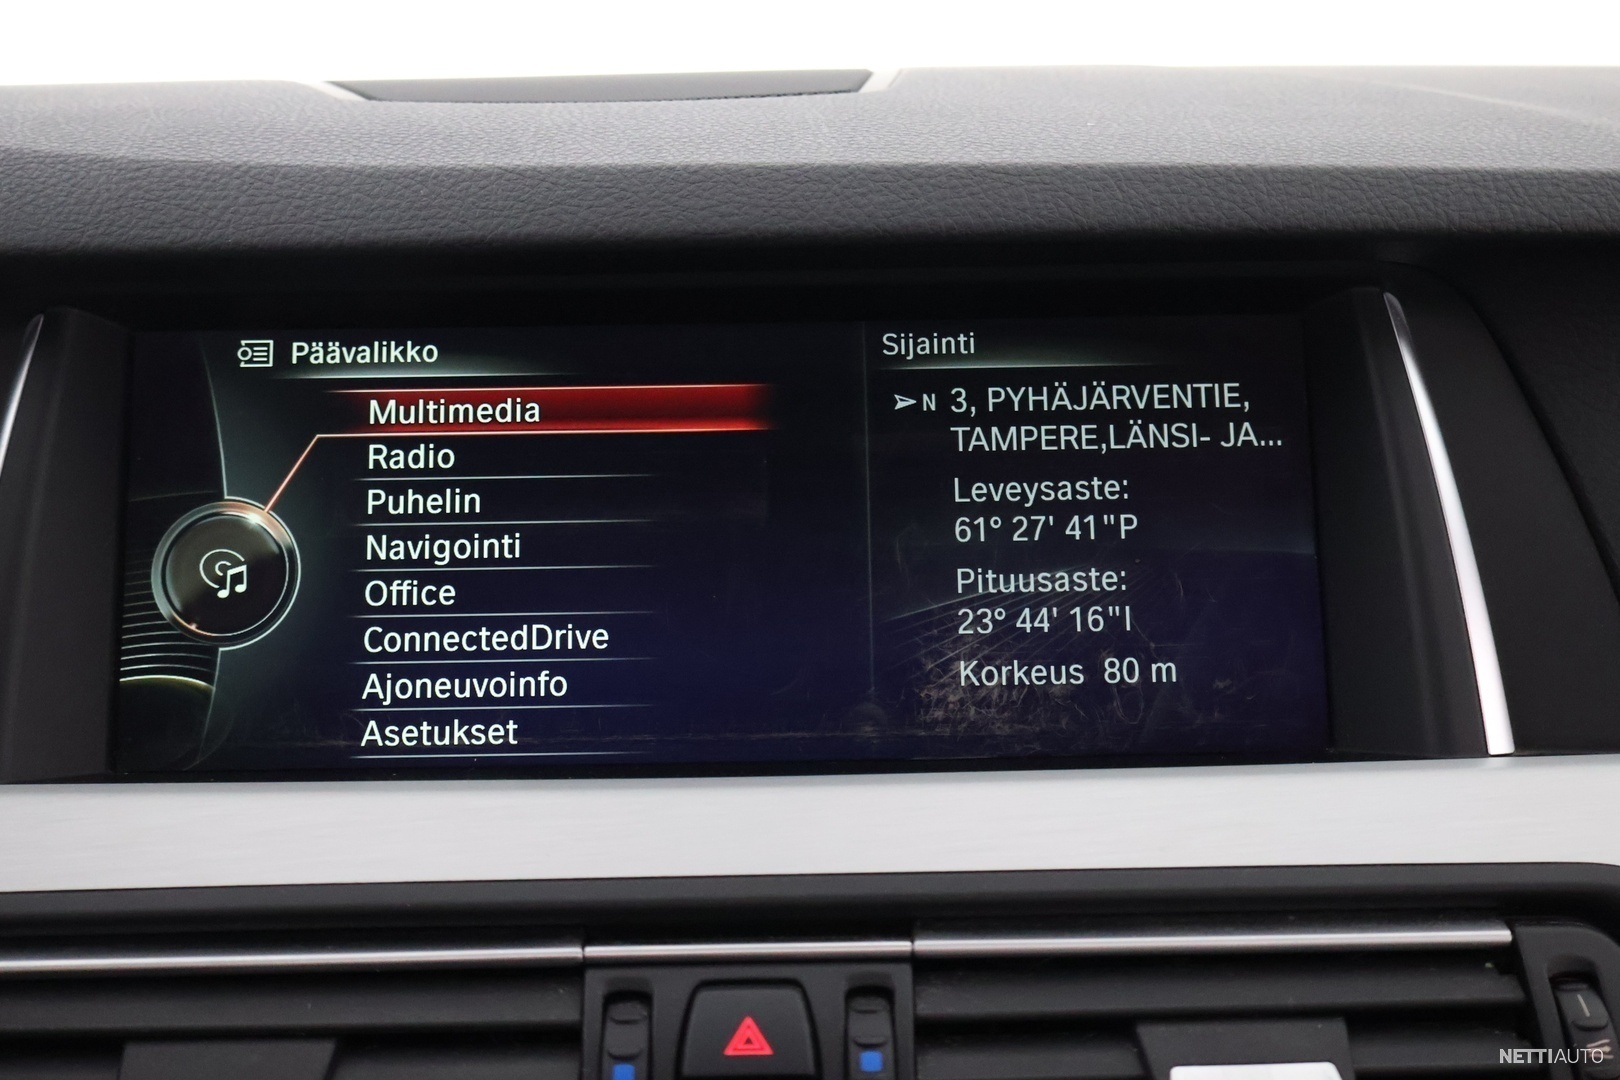 Päävalikko
Multimedia
Radio
Puhelin
Navigointi
Office
ConnectedDrive
Ajoneuvoinfo
Asetukset
Sijainti
N 3, PYHÄJÄRVENTIE,
TAMPERE,LÄNSI- JA...
Leveysaste:
61° 27' 41"P
Pituusaste:
23° 44' 16"I
Korkeus 80 m
NETTIAUTO